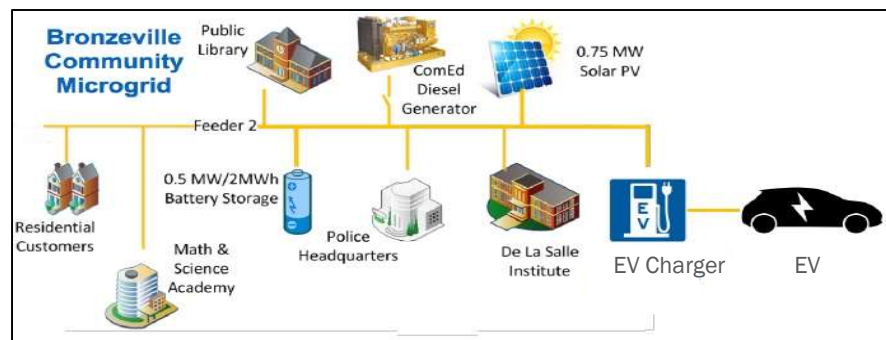 Bronzeville
Community
Microgrid
Public
Library
ComEd
Diesel
Generator
0.75 MW
Solar PV
Feeder 2
Residential
Customers
Math &
Science
Academy
0.5 MW/2MWh
Battery Storage
Police
Headquarters
De La Salle
Institute
EV
EV Charger
EV